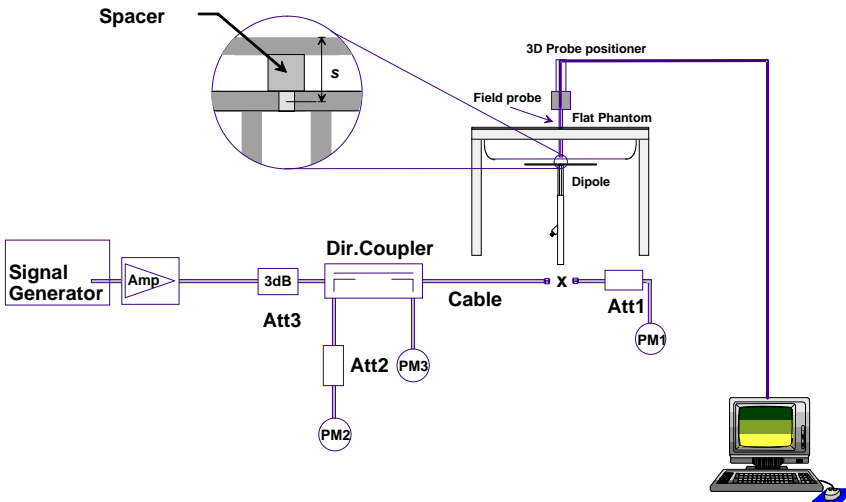 Spacer
s
3D Probe positioner
Field probe
Flat Phantom
Dipole
Dir.Coupler
Signal
Generator
Amp
3dB
Att3
Cable
x
Att1
PM1
Att2
PM3
PM2